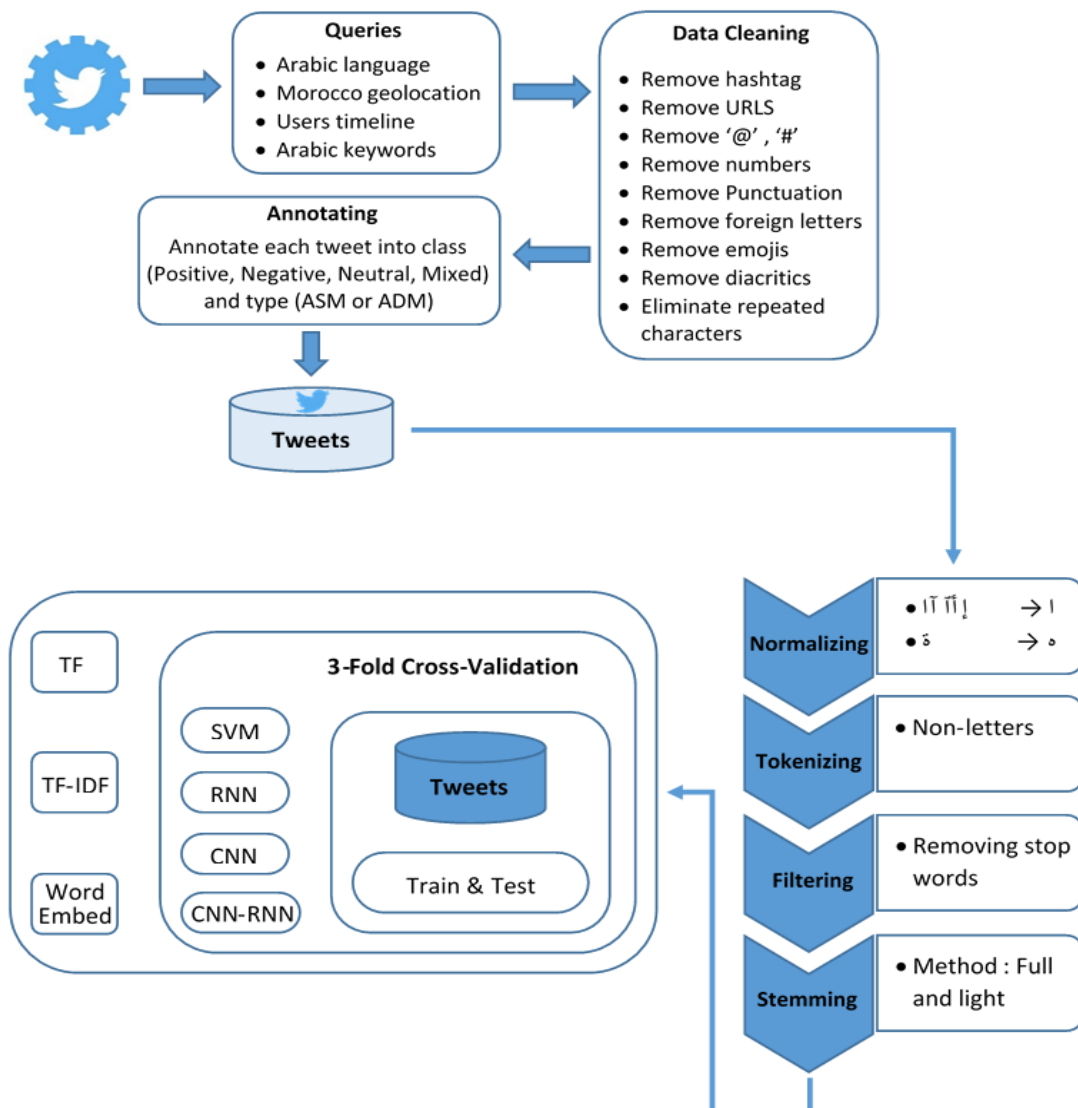 Queries
• Arabic language
• Morocco geolocation
• Users timeline
• Arabic keywords
Data Cleaning
• Remove hashtag
• Remove URLS
• Remove ‘@’ , ‘#’
• Remove numbers
• Remove Punctuation
• Remove foreign letters
• Remove emojis
• Remove diacritics
• Eliminate repeated
characters
Annotating
Annotate each tweet into class
(Positive, Negative, Neutral, Mixed)
and type (ASM or ADM)
Tweets
Normalizing
• → ا
• ة → ه
Tokenizing
• Non-letters
Filtering
• Removing stop
words
Stemming
• Method : Full
and light
TF
TF-IDF
Word
Embed
3-Fold Cross-Validation
SVM
RNN
CNN
CNN-RNN
Tweets
Train & Test